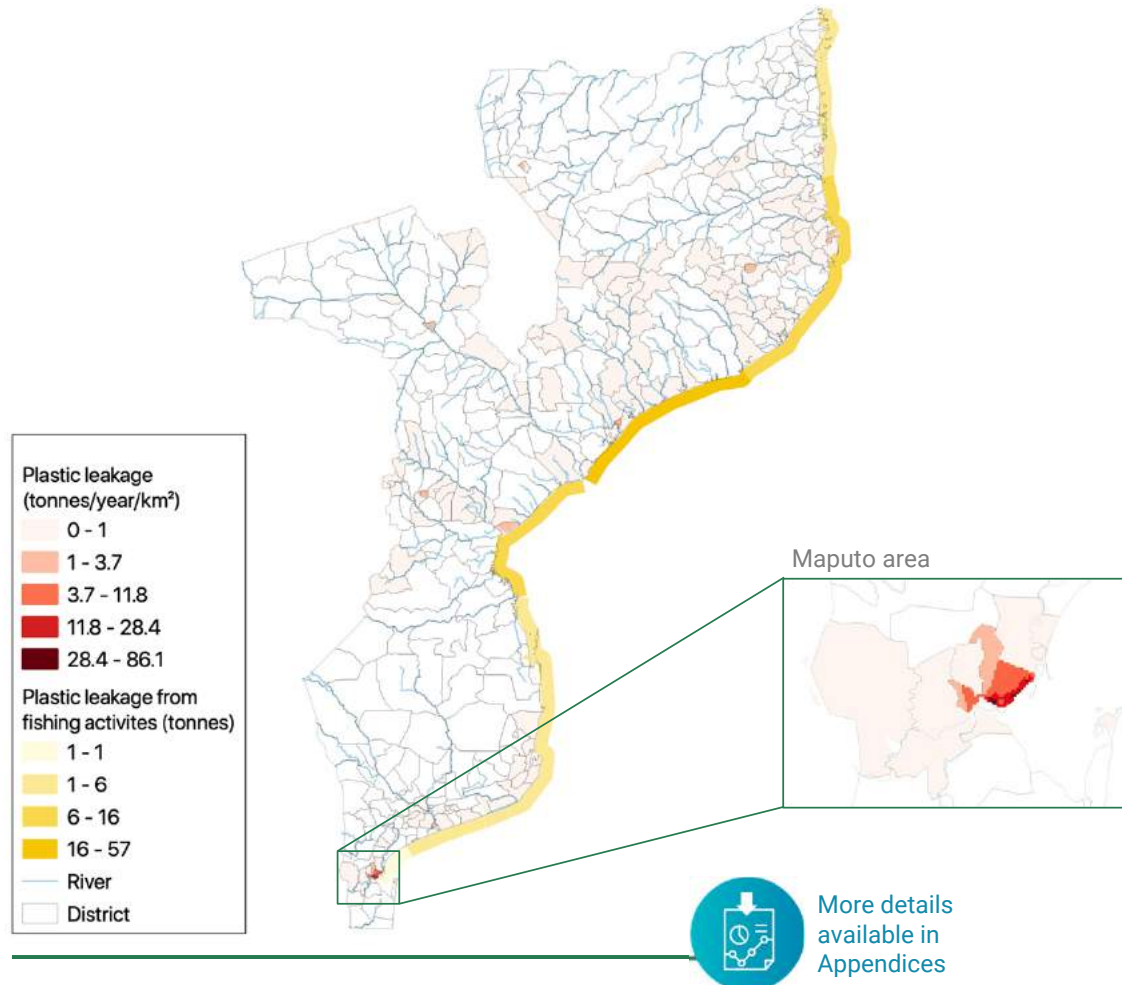 Plastic leakage
(tonnes/year/km²)
0 - 1
1 - 3.7
3.7 - 11.8
11.8 - 28.4
28.4 - 86.1
Plastic leakage from
fishing activites (tonnes)
1 - 1
1 - 6
6 - 16
16 - 57
River
District
Maputo area
More details
available in
Appendices